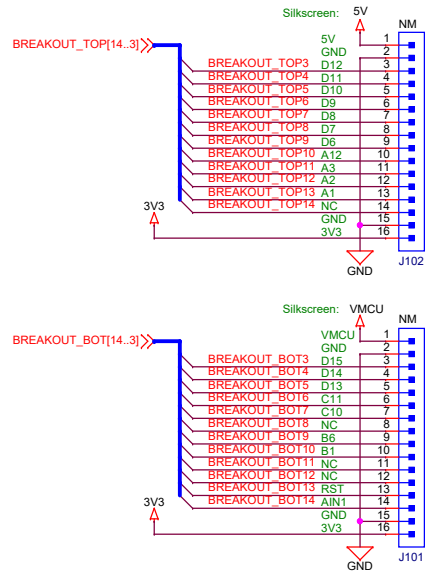 Silkscreen: 5V
NM
BREAKOUT_TOP[14..3]
5V 1
GND 2
BREAKOUT_TOP3 D12 3
BREAKOUT_TOP4 D11 4
BREAKOUT_TOP5 D10 5
BREAKOUT_TOP6 D9 6
BREAKOUT_TOP7 D8 7
BREAKOUT_TOP8 D7 8
BREAKOUT_TOP9 D6 9
BREAKOUT_TOP10 A12 10
BREAKOUT_TOP11 A3 11
BREAKOUT_TOP12 A2 12
BREAKOUT_TOP13 A1 13
BREAKOUT_TOP14 NC 14
3V3
GND 15
3V3 16
J102
GND
Silkscreen: VMCU
NM
BREAKOUT_BOT[14..3]
VMCU 1
GND 2
BREAKOUT_BOT3 D15 3
BREAKOUT_BOT4 D14 4
BREAKOUT_BOT5 D13 5
BREAKOUT_BOT6 C11 6
BREAKOUT_BOT7 C10 7
BREAKOUT_BOT8 NC 8
BREAKOUT_BOT9 B6 9
BREAKOUT_BOT10 B1 10
BREAKOUT_BOT11 NC 11
BREAKOUT_BOT12 NC 12
BREAKOUT_BOT13 RST 13
BREAKOUT_BOT14 AIN1 14
3V3
GND 15
3V3 16
J101
GND